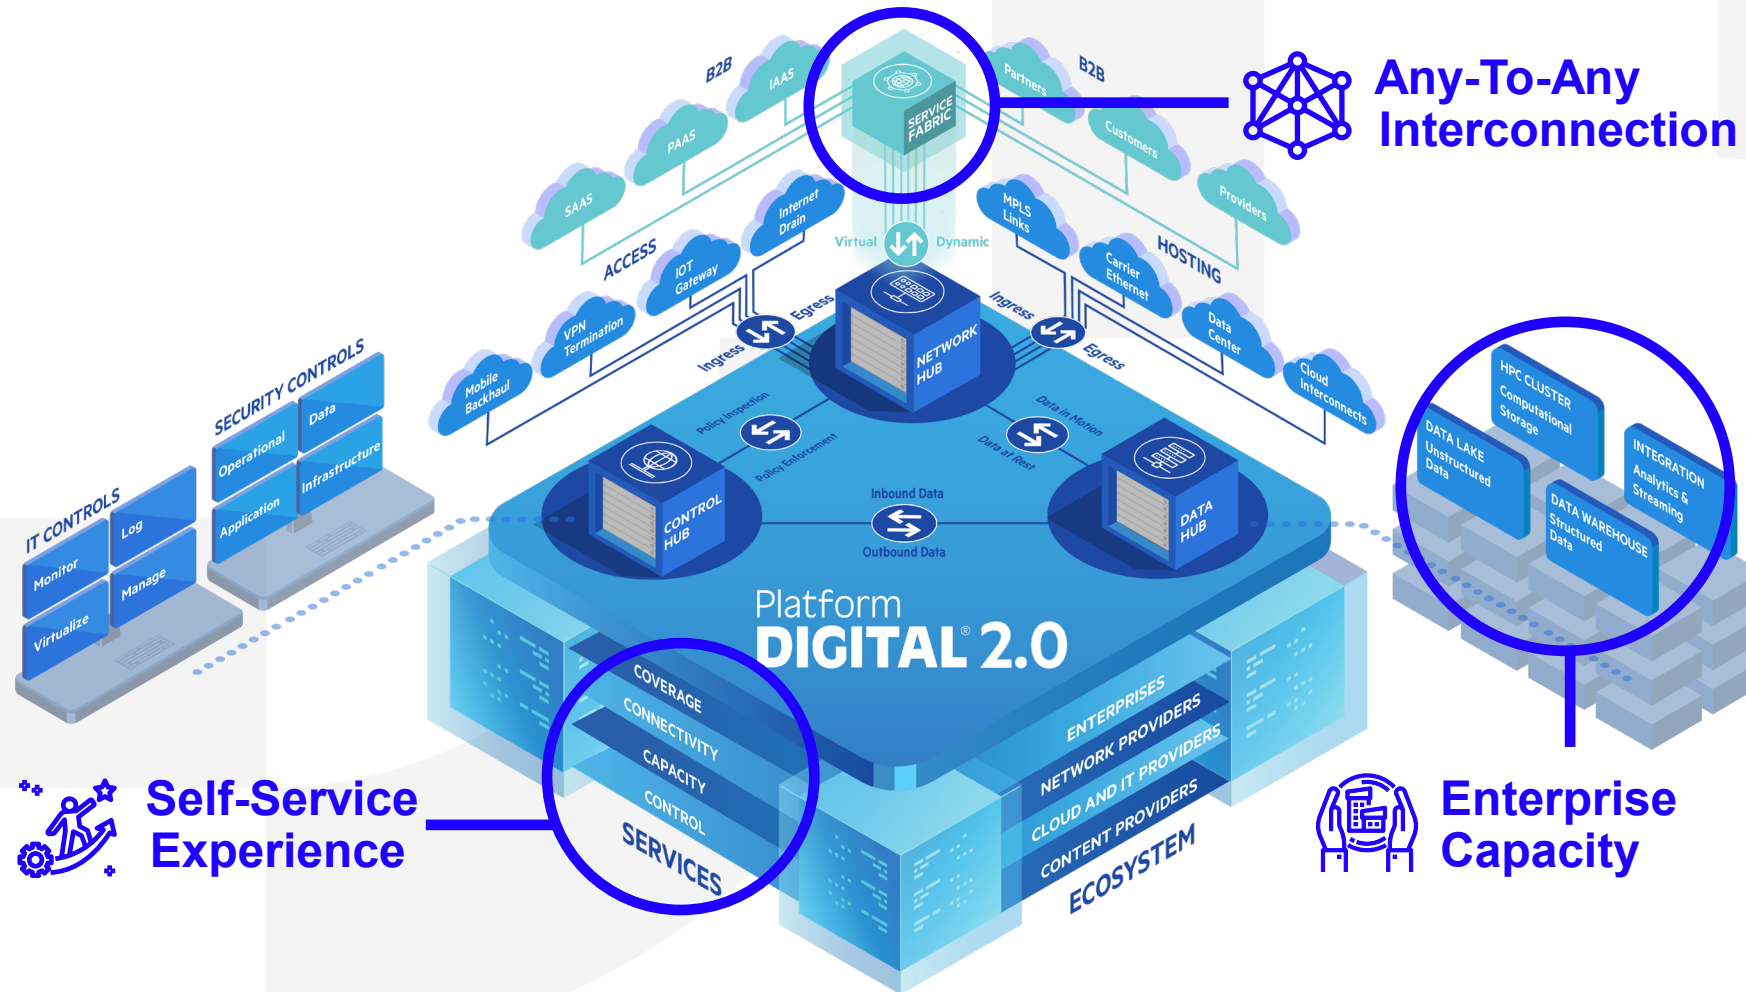 B2B
IAAS
PAAS
SAAS
SERVICE
FABRIC
B2B
Partners
Customers
Providers
Any-To-Any
Interconnection
ACCESS
Internet
Drain
IOT
Gateway
VPN
Termination
Mobile
Backhaul
Virtual
Dynamic
HOSTING
MPLS
Links
Carrier
Ethernet
Data
Center
Cloud
Interconnects
Ingress
Egress
Ingress
Egress
NETWORK
HUB
Policy Inspection
Policy Enforcement
Data in Motion
Data at Rest
CONTROL
HUB
Inbound Data
Outbound Data
DATA
HUB
SECURITY CONTROLS
Operational
Data
Application
Infrastructure
IT CONTROLS
Monitor
Log
Virtualize
Manage
HPC CLUSTER
Computational
Storage
DATA LAKE
Unstructured
Data
INTEGRATION
Analytics &
Streaming
DATA WAREHOUSE
Structured
Data
Platform
DIGITAL® 2.0
COVERAGE
CONNECTIVITY
CAPACITY
CONTROL
SERVICES
ENTERPRISES
NETWORK PROVIDERS
CLOUD AND IT PROVIDERS
CONTENT PROVIDERS
ECOSYSTEM
Self-Service
Experience
Enterprise
Capacity